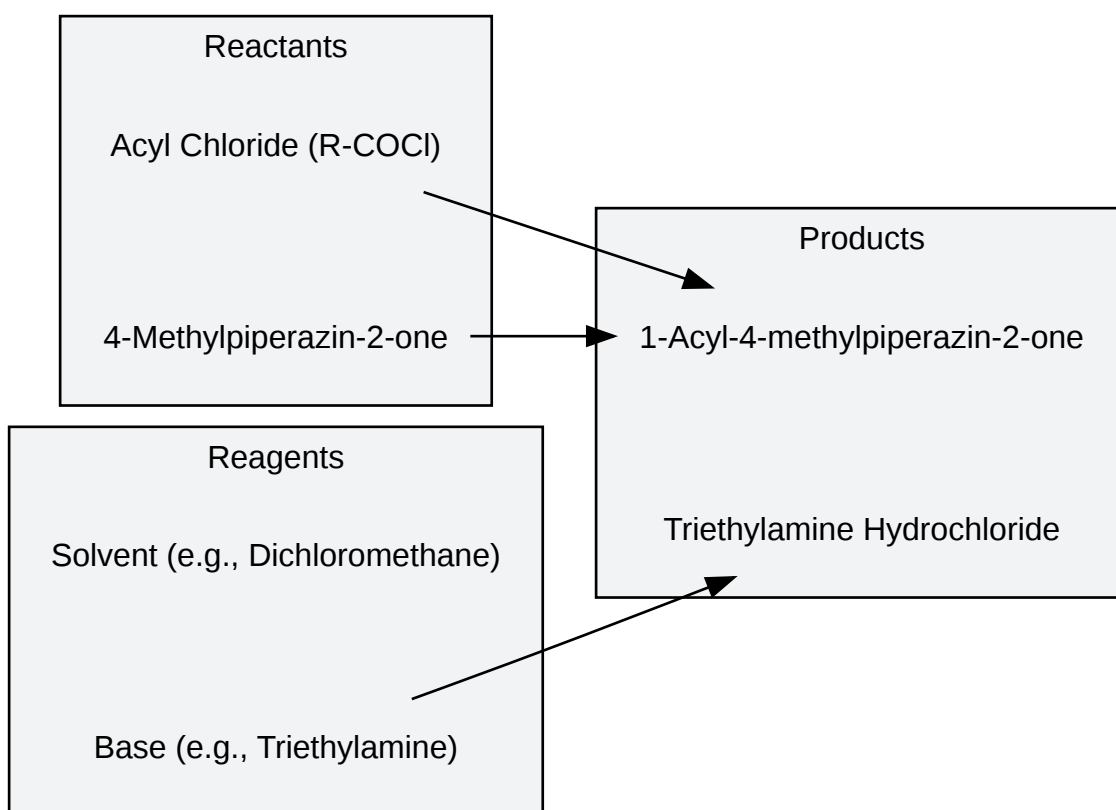 Reactants
Acyl Chloride (R-COCl)
4-Methylpiperazin-2-one
Products
1-Acyl-4-methylpiperazin-2-one
Triethylamine Hydrochloride
Reagents
Solvent (e.g., Dichloromethane)
Base (e.g., Triethylamine)